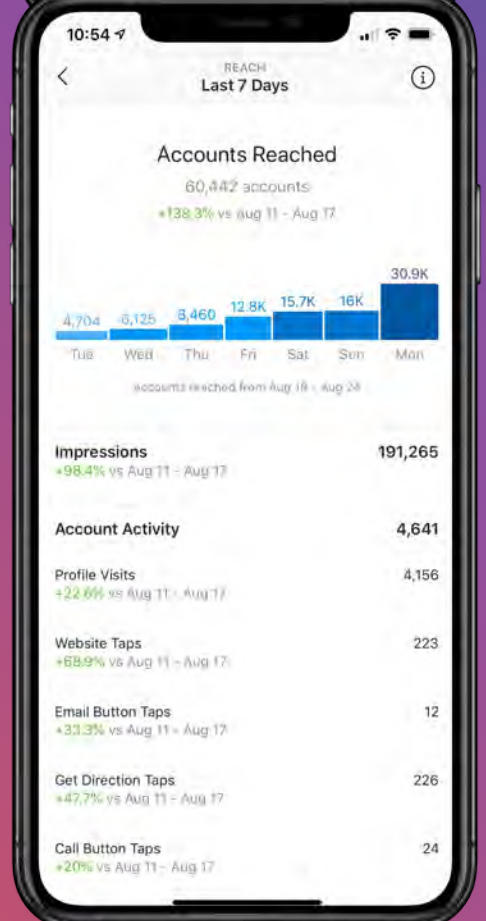 10:54
REACH
Last 7 Days
Accounts Reached
60,442 accounts
+138.3% vs Aug 11 - Aug 17
4,704 6,125 8,460 12.8K 15.7K 16K 30.9K
Tue Wed Thu Fri Sat Sun Mon
accounts reached from Aug 18 - Aug 24
Impressions 191,265
+98.4% vs Aug 11 - Aug 17
Account Activity 4,641
Profile Visits 4,156
+22.6% vs Aug 11 - Aug 17
Website Taps 223
+68.9% vs Aug 11 - Aug 17
Email Button Taps 12
+33.3% vs Aug 11 - Aug 17
Get Direction Taps 226
+47.7% vs Aug 11 - Aug 17
Call Button Taps 24
+20% vs Aug 11 - Aug 17